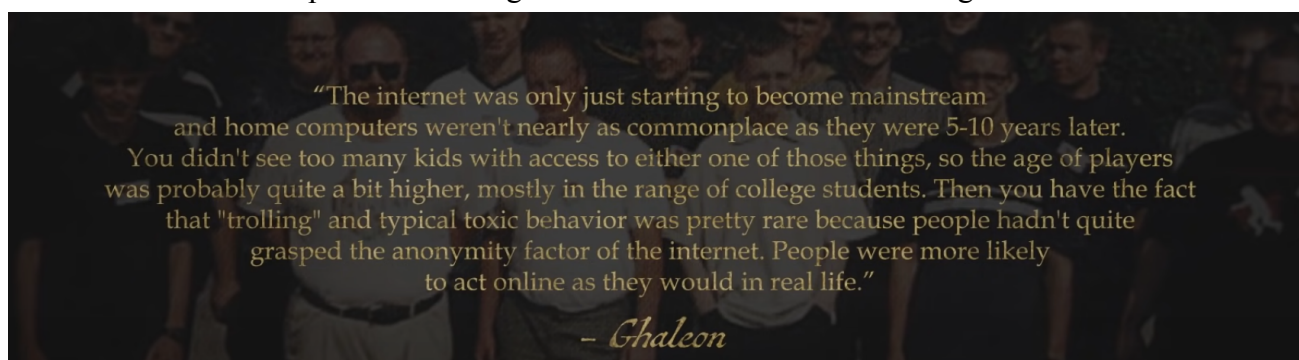 “The internet was only just starting to become mainstream
and home computers weren't nearly as commonplace as they were 5-10 years later.
You didn't see too many kids with access to either one of those things, so the age of players
was probably quite a bit higher, mostly in the range of college students. Then you have the fact
that "trolling" and typical toxic behavior was pretty rare because people hadn't quite
grasped the anonymity factor of the internet. People were more likely
to act online as they would in real life.”
– Ghaleon